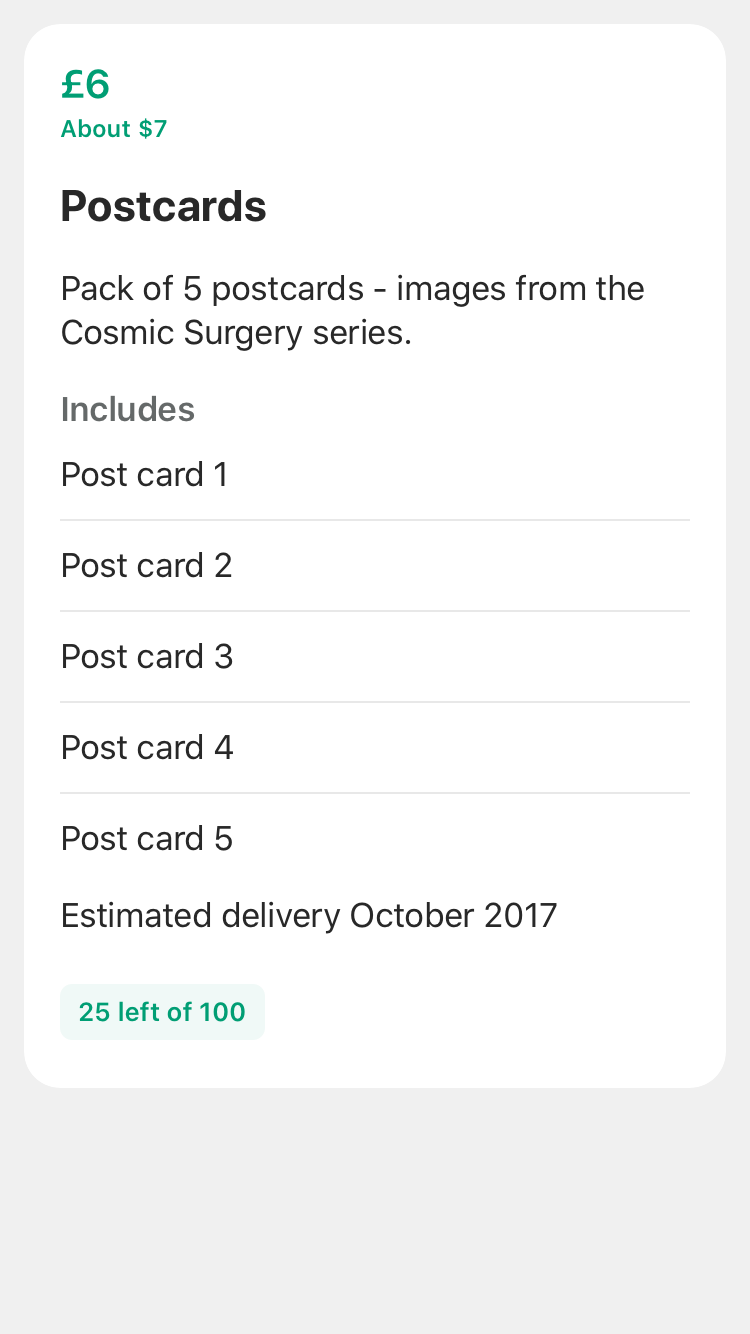 £6
About $7
Postcards
Pack of 5 postcards - images from the
Cosmic Surgery series.
Includes
Post card 1
Post card 2
Post card 3
Post card 4
Post card 5
Estimated delivery October 2017
25 left of 100